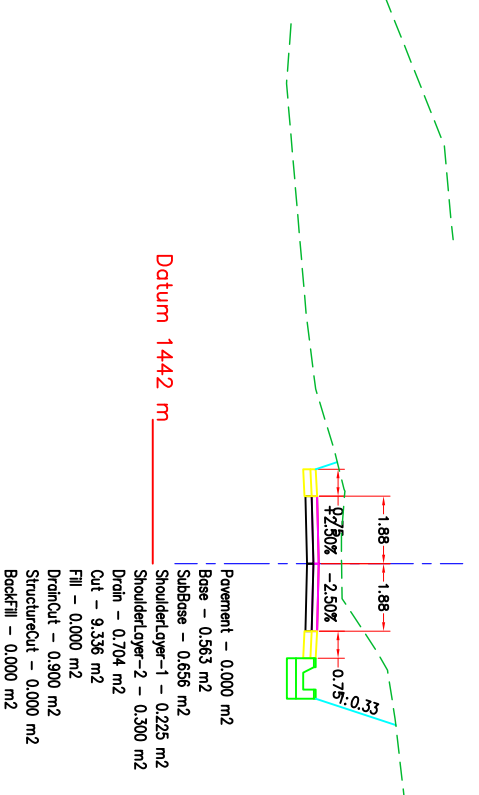 1.88
1.88
0.75
+2.50%
-2.50%
0.75
1:0.33
Datum 1442 m
Pavement - 0.000 m2
Base - 0.563 m2
SubBase - 0.656 m2
ShoulderLayer-1 - 0.225 m2
ShoulderLayer-2 - 0.300 m2
Drain - 0.704 m2
Cut - 9.336 m2
Fill - 0.000 m2
DrainCut - 0.900 m2
StructureCut - 0.000 m2
BackFill - 0.000 m2